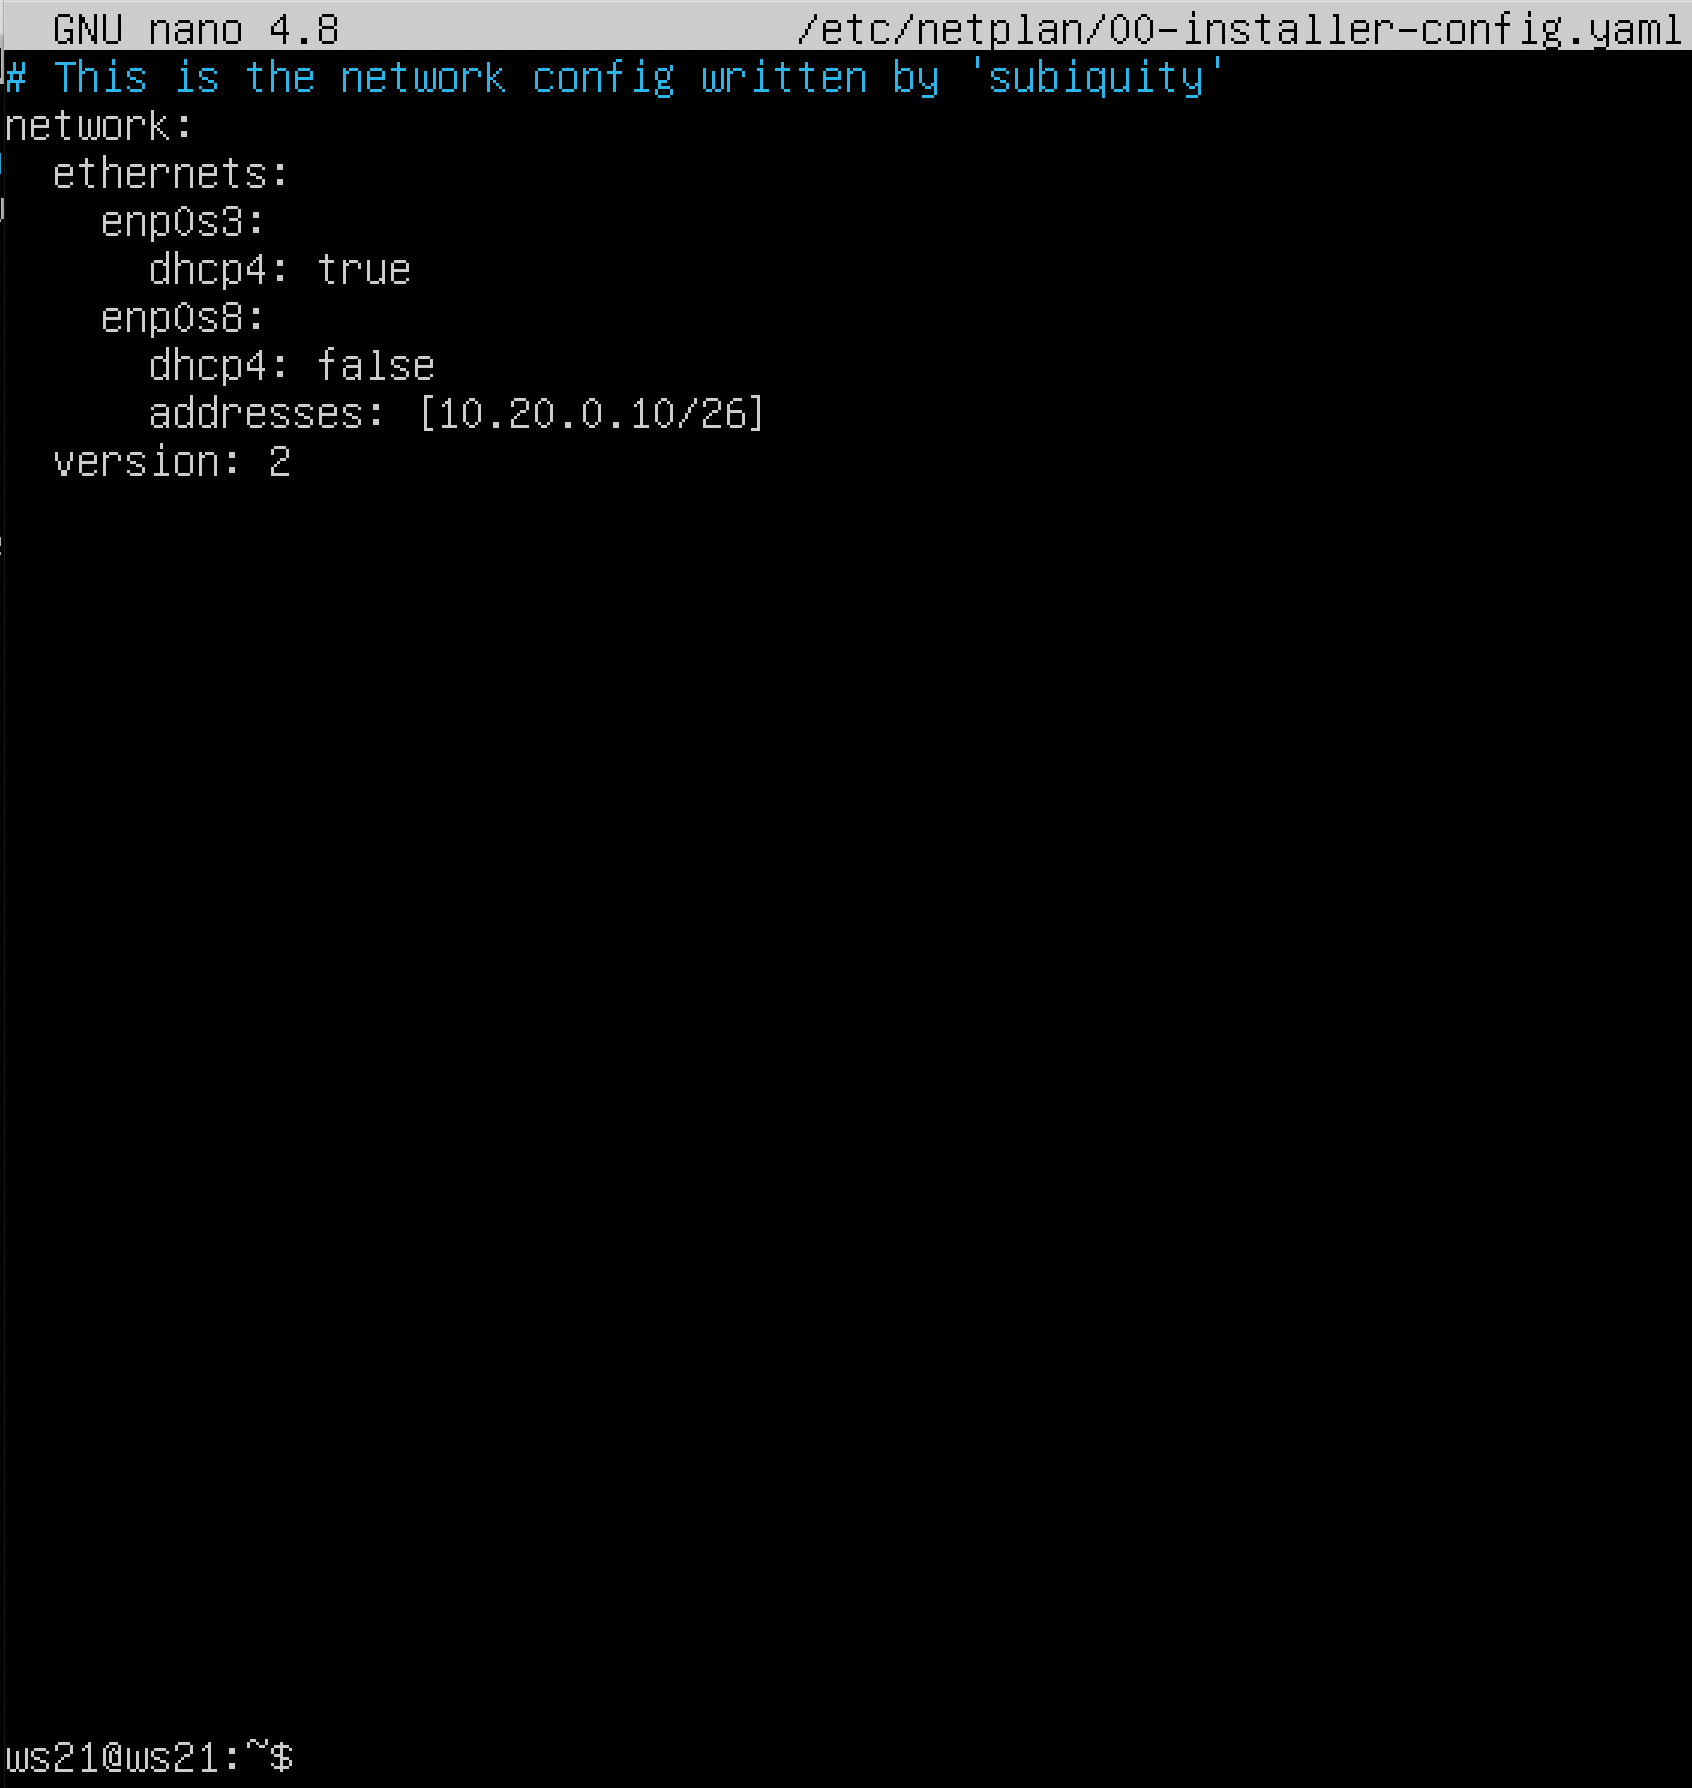 GNU nano 4.8 /etc/netplan/00-installer-config.yaml
# This is the network config written by 'subiquity'
network:
  ethernets:
    enp0s3:
      dhcp4: true
    enp0s8:
      dhcp4: false
      addresses: [10.20.0.10/26]
  version: 2
ws21@ws21:~$